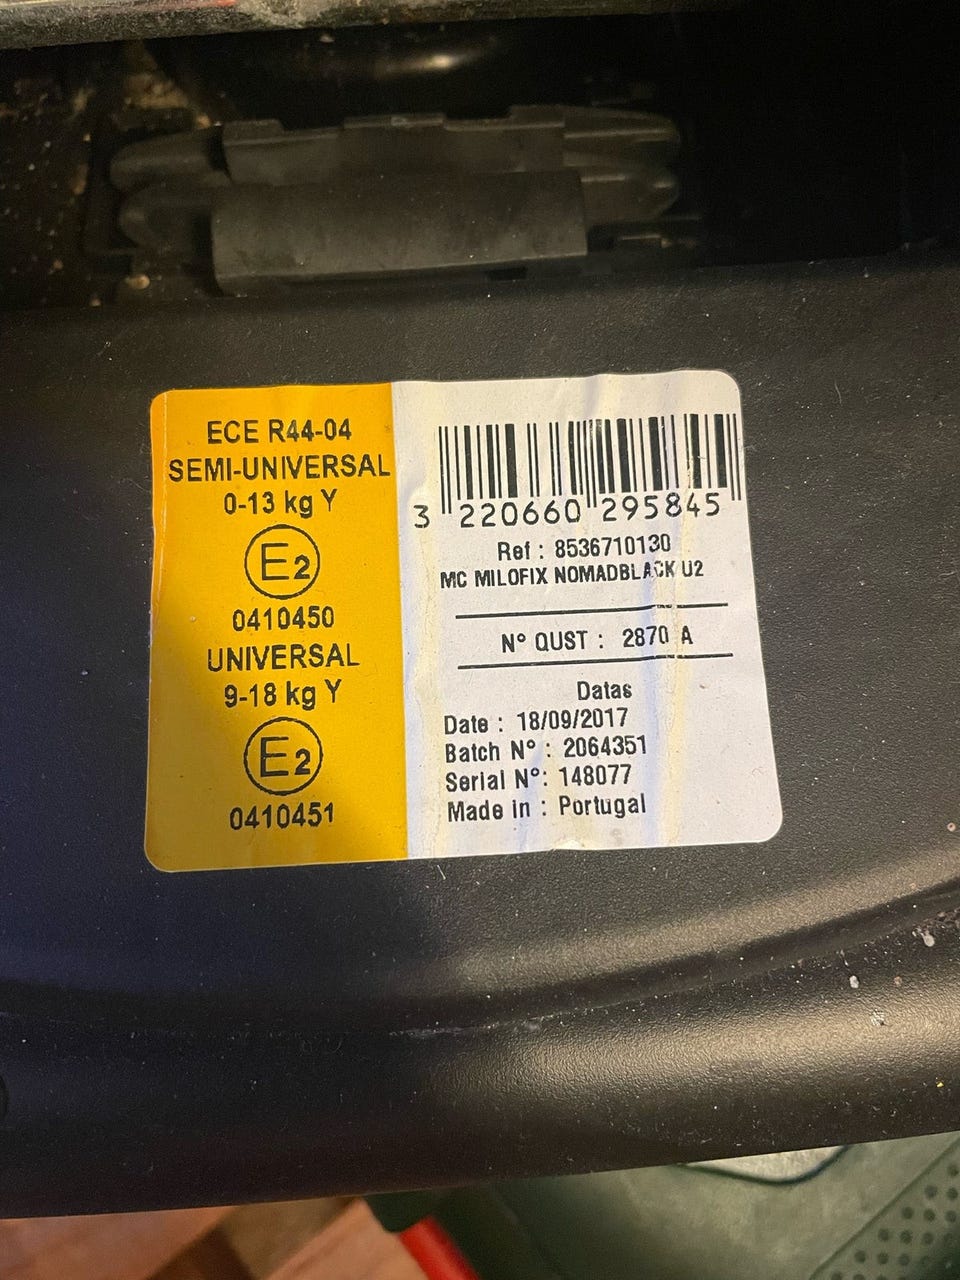 ECE R44-04
SEMI-UNIVERSAL
0-13 kg Y
E2
0410450
UNIVERSAL
9-18 kg Y
E2
0410451
3 220660 295845
Ref : 8536710130
MC MILOFIX NOMADBLACK U2
N° QUST : 2870 A
Datas
Date : 18/09/2017
Batch N° : 2064351
Serial N°: 148077
Made in : Portugal